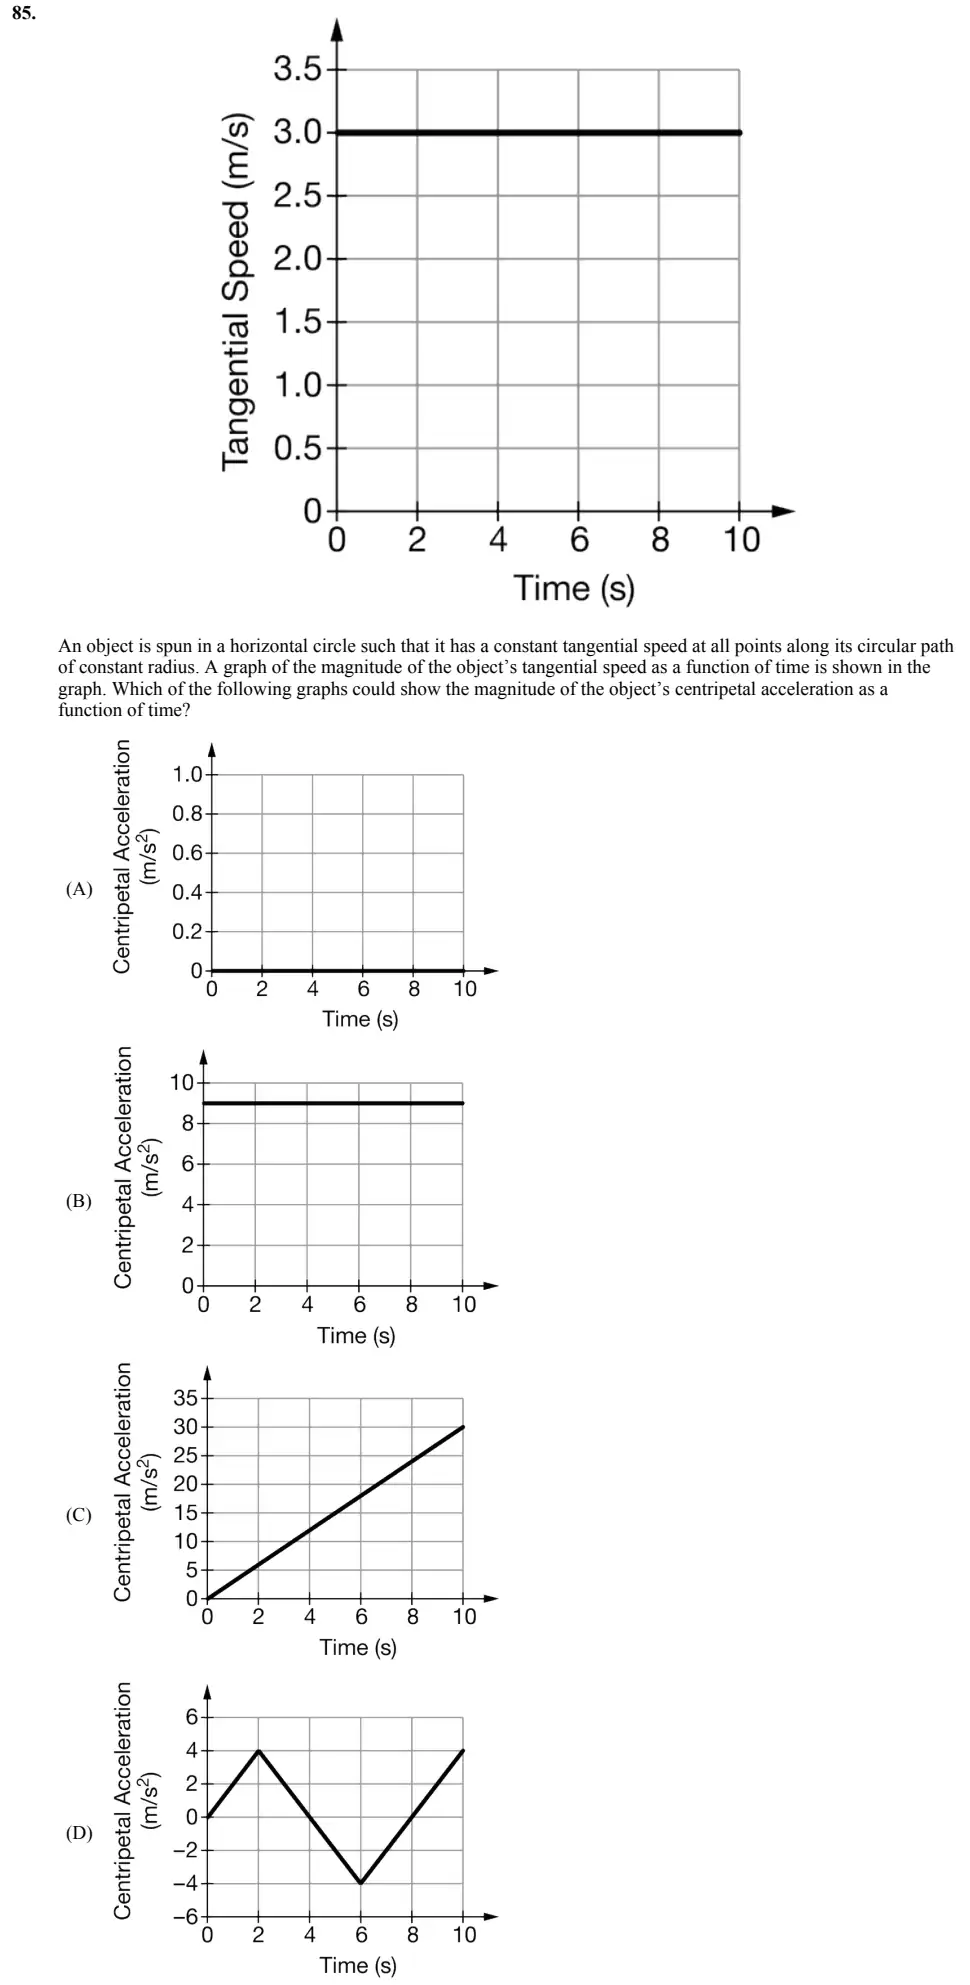 85.
3.5
3.0
2.5
2.0
1.5
1.0
0.5
0
Tangential Speed (m/s)
0 2 4 6 8 10
Time (s)
An object is spun in a horizontal circle such that it has a constant tangential speed at all points along its circular path
of constant radius. A graph of the magnitude of the object’s tangential speed as a function of time is shown in the
graph. Which of the following graphs could show the magnitude of the object’s centripetal acceleration as a
function of time?
(A)
Centripetal Acceleration
(m/s²)
1.0
0.8
0.6
0.4
0.2
0
0 2 4 6 8 10
Time (s)
(B)
Centripetal Acceleration
(m/s²)
10
8
6
4
2
0
0 2 4 6 8 10
Time (s)
(C)
Centripetal Acceleration
(m/s²)
35
30
25
20
15
10
5
0
0 2 4 6 8 10
Time (s)
(D)
Centripetal Acceleration
(m/s²)
6
4
2
0
−2
−4
−6
0 2 4 6 8 10
Time (s)